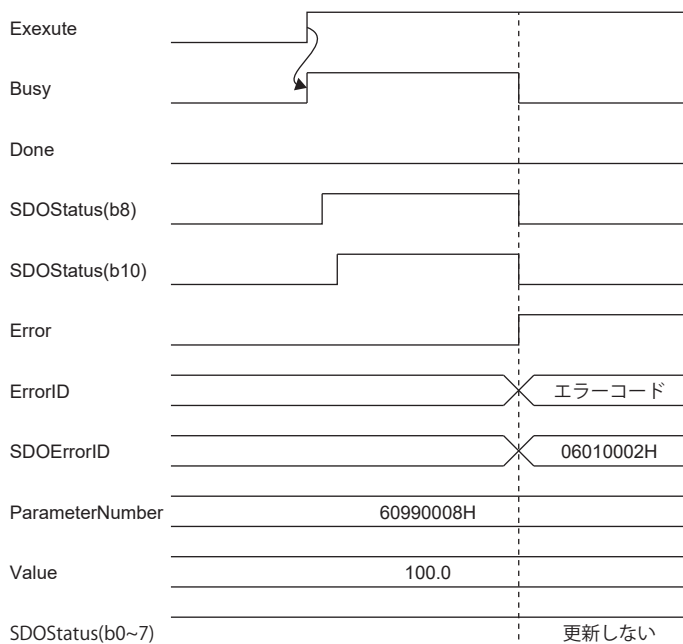 Exexute
Busy
Done
SDOStatus(b8)
SDOStatus(b10)
Error
ErrorID エラーコード
SDOErrorID 06010002H
ParameterNumber 60990008H
Value 100.0
SDOStatus(b0~7) 更新しない